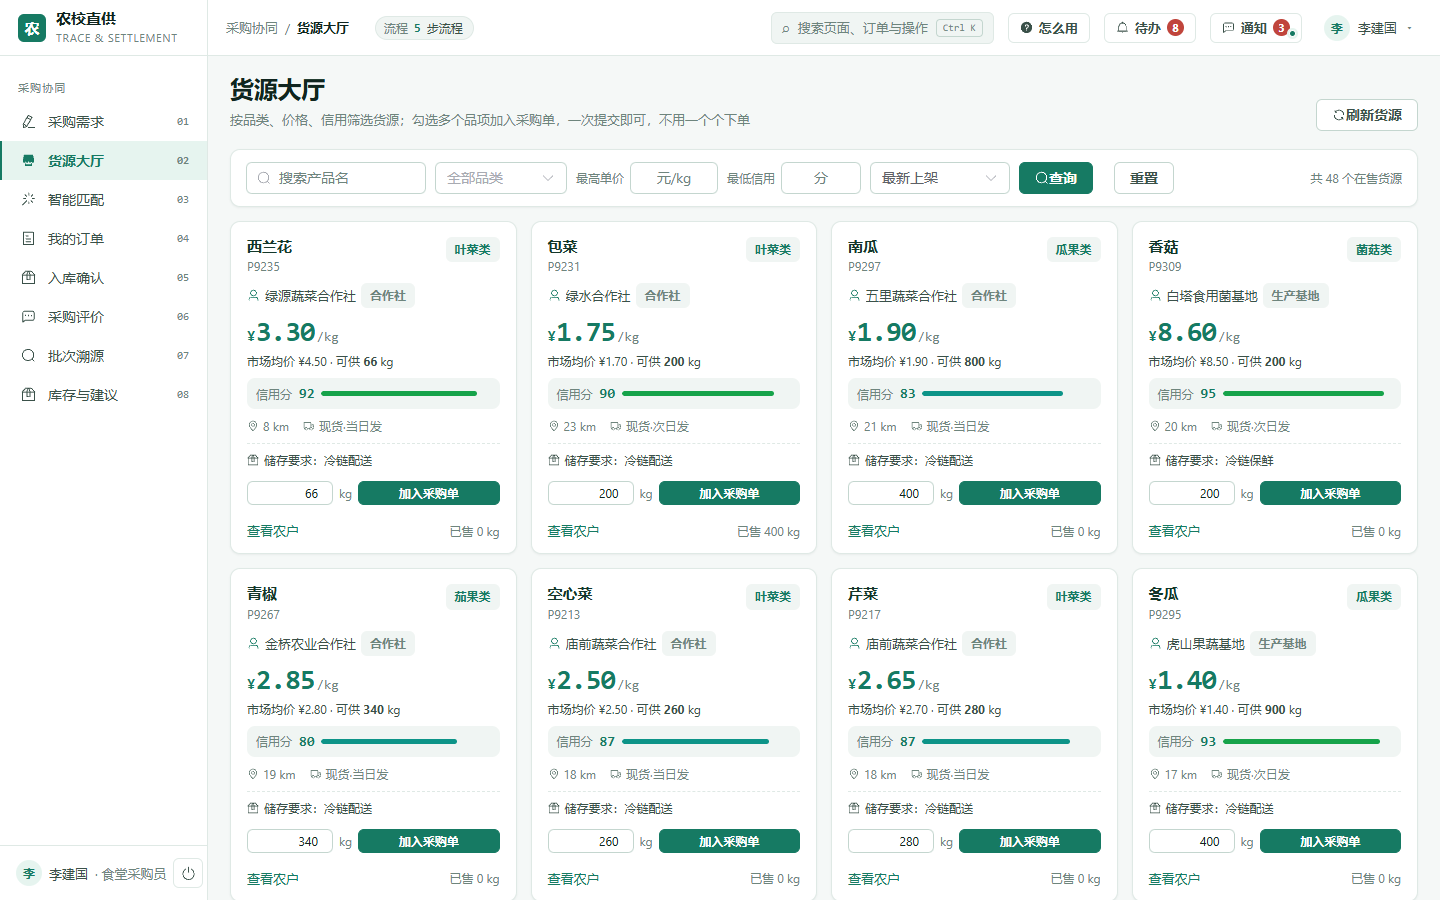 农 农校直供
TRACE & SETTLEMENT
采购协同 / 货源大厅 流程 5 步流程 搜索页面、订单与操作 Ctrl K 怎么用 待办 8 通知 3 李 李建国
采购协同
采购需求 01
货源大厅 02
智能匹配 03
我的订单 04
入库确认 05
采购评价 06
批次溯源 07
库存与建议 08
李 李建国 · 食堂采购员
货源大厅
按品类、价格、信用筛选货源；勾选多个品项加入采购单，一次提交即可，不用一个个下单
刷新货源
搜索产品名 全部品类 最高单价 元/kg 最低信用 分 最新上架 查询 重置 共 48 个在售货源
西兰花 叶菜类
P9235
绿源蔬菜合作社 合作社
¥3.30/kg
市场均价 ¥4.50 · 可供 66 kg
信用分 92
8 km 现货·当日发
储存要求：冷链配送
66 kg 加入采购单
查看农户 已售 0 kg
包菜 叶菜类
P9231
绿水合作社 合作社
¥1.75/kg
市场均价 ¥1.70 · 可供 200 kg
信用分 90
23 km 现货·次日发
储存要求：冷链配送
200 kg 加入采购单
查看农户 已售 400 kg
南瓜 瓜果类
P9297
五里蔬菜合作社 合作社
¥1.90/kg
市场均价 ¥1.90 · 可供 800 kg
信用分 83
21 km 现货·当日发
储存要求：冷链配送
400 kg 加入采购单
查看农户 已售 0 kg
香菇 菌菇类
P9309
白塔食用菌基地 生产基地
¥8.60/kg
市场均价 ¥8.50 · 可供 200 kg
信用分 95
20 km 现货·次日发
储存要求：冷链保鲜
200 kg 加入采购单
查看农户 已售 0 kg
青椒 茄果类
P9267
金桥农业合作社 合作社
¥2.85/kg
市场均价 ¥2.80 · 可供 340 kg
信用分 80
19 km 现货·当日发
储存要求：冷链配送
340 kg 加入采购单
查看农户 已售 0 kg
空心菜 叶菜类
P9213
庙前蔬菜合作社 合作社
¥2.50/kg
市场均价 ¥2.50 · 可供 260 kg
信用分 87
18 km 现货·当日发
储存要求：冷链配送
260 kg 加入采购单
查看农户 已售 0 kg
芹菜 叶菜类
P9217
庙前蔬菜合作社 合作社
¥2.65/kg
市场均价 ¥2.70 · 可供 280 kg
信用分 87
18 km 现货·当日发
储存要求：冷链配送
280 kg 加入采购单
查看农户 已售 0 kg
冬瓜 瓜果类
P9295
虎山果蔬基地 生产基地
¥1.40/kg
市场均价 ¥1.40 · 可供 900 kg
信用分 93
17 km 现货·次日发
储存要求：冷链配送
400 kg 加入采购单
查看农户 已售 0 kg